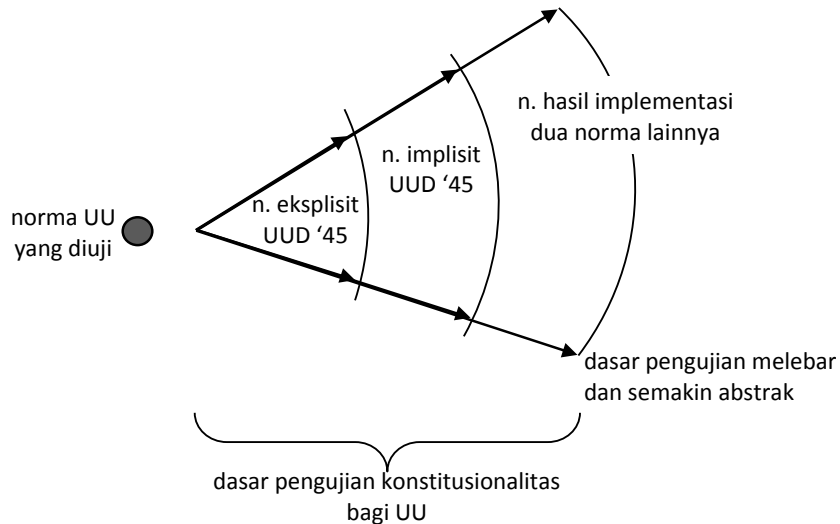 n. hasil implementasi
dua norma lainnya
n. implisit
UUD ‘45
n. eksplisit
UUD ‘45
norma UU
yang diuji
dasar pengujian melebar
dan semakin abstrak
dasar pengujian konstitusionalitas
bagi UU